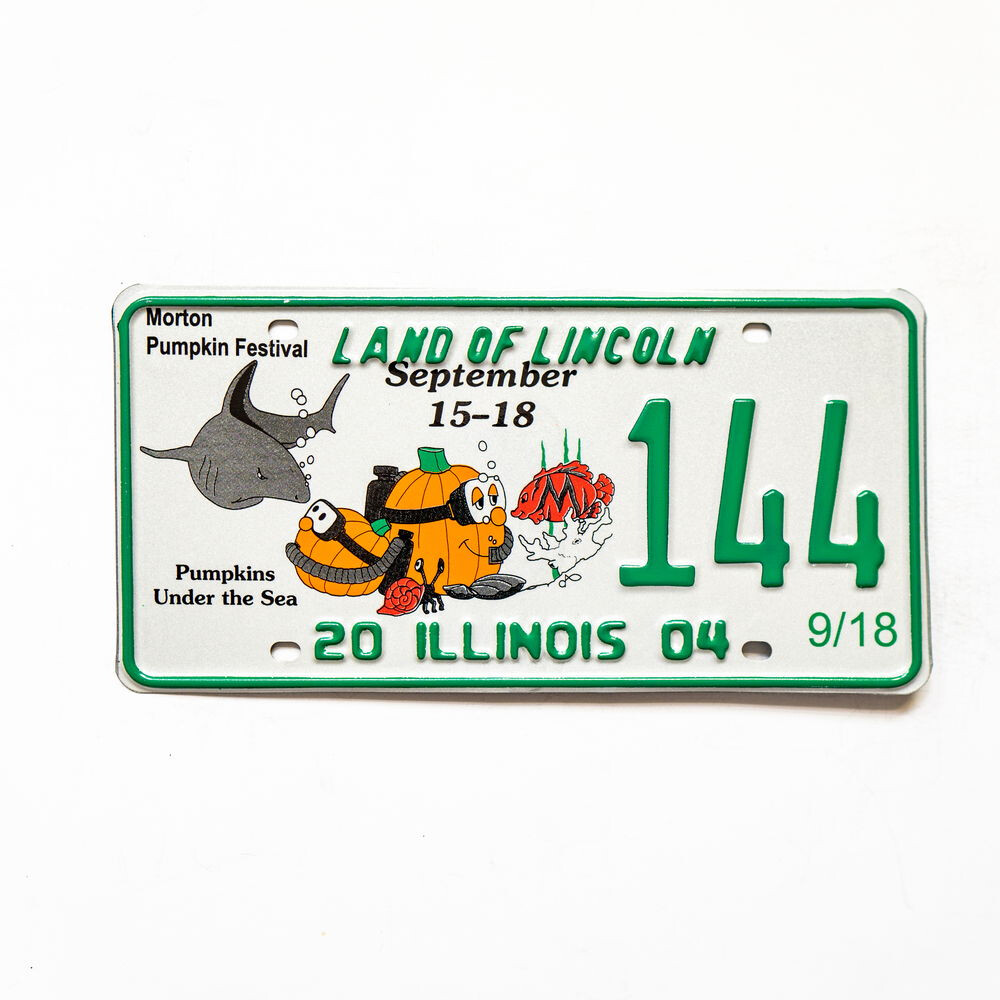 Morton
Pumpkin Festival
LAND OF LINCOLN
September
15-18
M
144
Pumpkins
Under the Sea
20 ILLINOIS 04
9/18